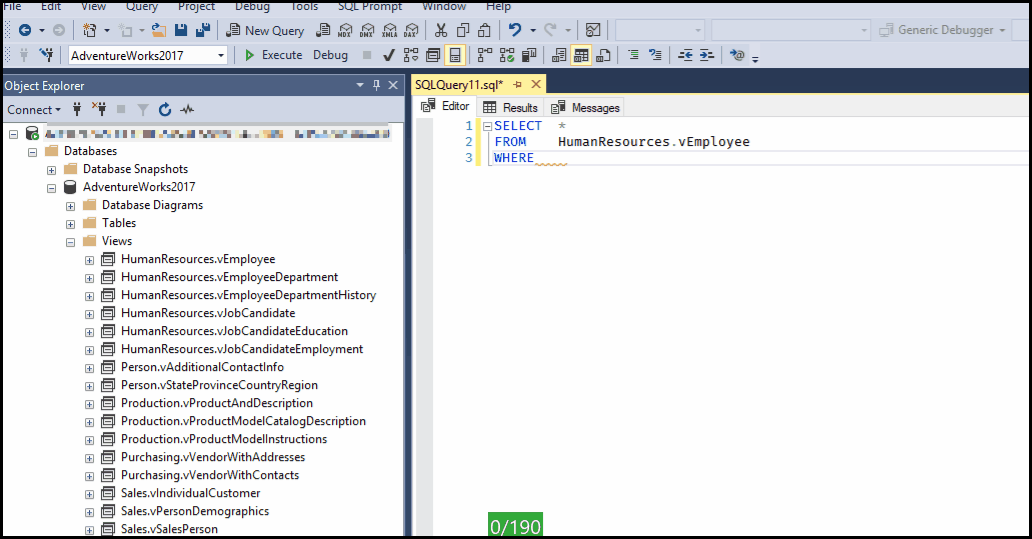 File Edit View Query Project Debug Tools SQL Prompt Window Help
New Query MDX DMX XMLA DAX Generic Debugger
AdventureWorks2017 Execute Debug
Object Explorer
SQLQuery11.sql*
Connect
Editor Results Messages
Databases
Database Snapshots
AdventureWorks2017
Database Diagrams
Tables
Views
HumanResources.vEmployee
HumanResources.vEmployeeDepartment
HumanResources.vEmployeeDepartmentHistory
HumanResources.vJobCandidate
HumanResources.vJobCandidateEducation
HumanResources.vJobCandidateEmployment
Person.vAdditionalContactInfo
Person.vStateProvinceCountryRegion
Production.vProductAndDescription
Production.vProductModelCatalogDescription
Production.vProductModelInstructions
Purchasing.vVendorWithAddresses
Purchasing.vVendorWithContacts
Sales.vIndividualCustomer
Sales.vPersonDemographics
Sales.vSalesPerson
1 SELECT *
2 FROM HumanResources.vEmployee
3 WHERE
0/190